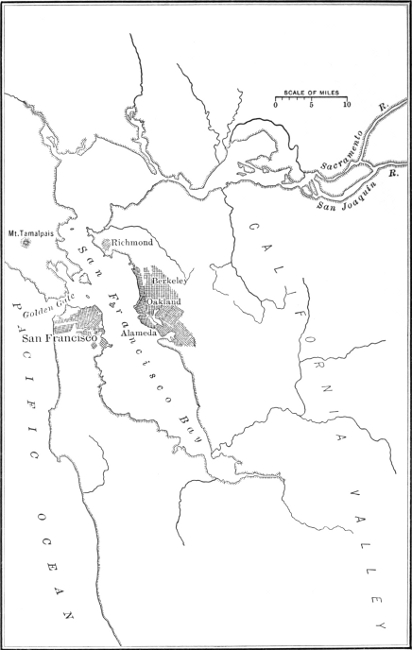 SCALE OF MILES
0 5 10
Sacramento R.
San Joaquin R.
Mt. Tamalpais
Richmond
Berkeley
Oakland
Golden Gate
San Francisco
Alameda
San Francisco Bay
PACIFIC OCEAN
CALIFORNIA VALLEY